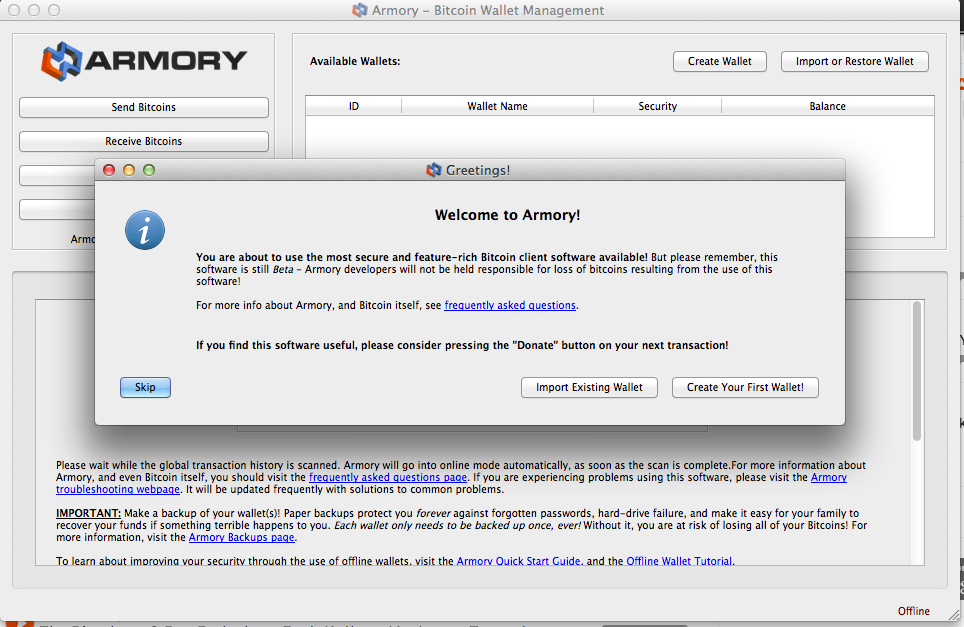 Armory – Bitcoin Wallet Management
ARMORY
Send Bitcoins
Receive Bitcoins
Available Wallets:
Create Wallet
Import or Restore Wallet
ID Wallet Name Security Balance
Greetings!
Welcome to Armory!
i
You are about to use the most secure and feature-rich Bitcoin client software available! But please remember, this
software is still Beta – Armory developers will not be held responsible for loss of bitcoins resulting from the use of this
software!
For more info about Armory, and Bitcoin itself, see frequently asked questions.
If you find this software useful, please consider pressing the "Donate" button on your next transaction!
Skip
Import Existing Wallet
Create Your First Wallet!
Please wait while the global transaction history is scanned. Armory will go into online mode automatically, as soon as the scan is complete.For more information about
Armory, and even Bitcoin itself, you should visit the frequently asked questions page. If you are experiencing problems using this software, please visit the Armory
troubleshooting webpage. It will be updated frequently with solutions to common problems.
IMPORTANT: Make a backup of your wallet(s)! Paper backups protect you forever against forgotten passwords, hard-drive failure, and make it easy for your family to
recover your funds if something terrible happens to you. Each wallet only needs to be backed up once, ever! Without it, you are at risk of losing all of your Bitcoins! For
more information, visit the Armory Backups page.
To learn about improving your security through the use of offline wallets, visit the Armory Quick Start Guide, and the Offline Wallet Tutorial.
Offline